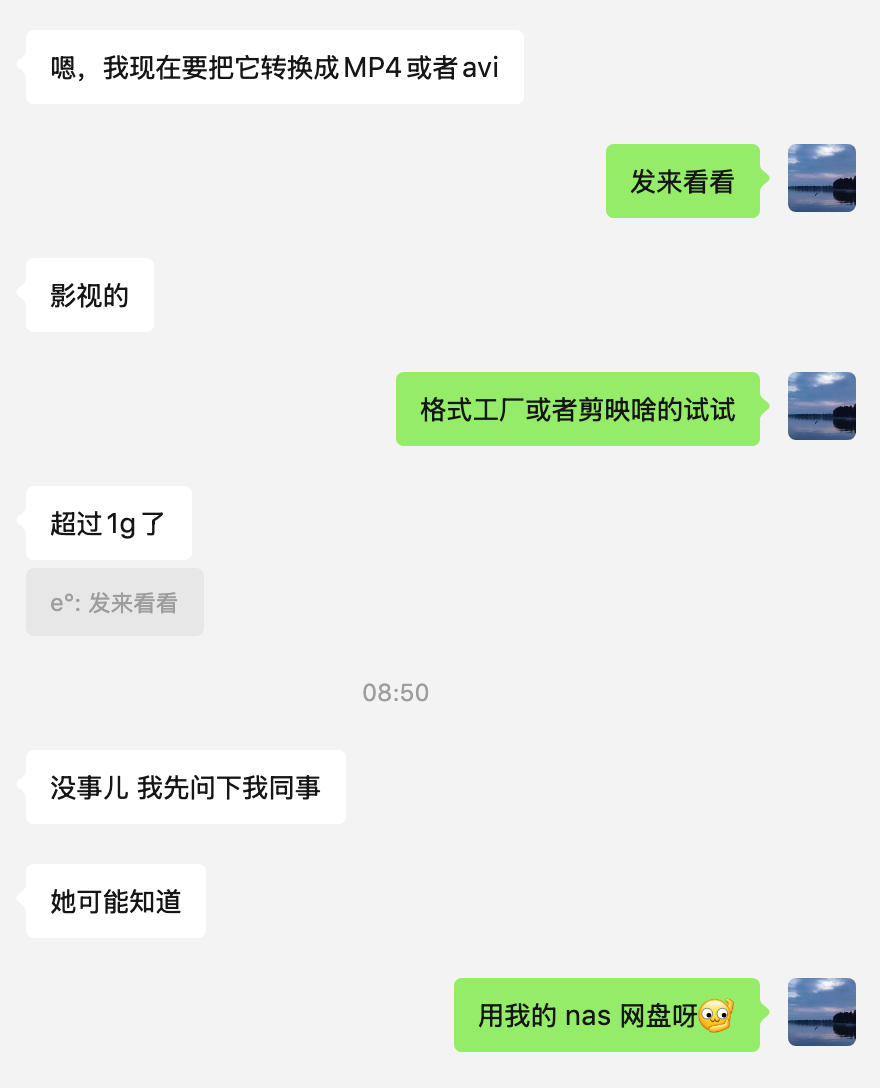 嗯，我现在要把它转换成MP4或者avi
发来看看
影视的
格式工厂或者剪映啥的试试
超过1g了
e°: 发来看看
08:50
没事儿 我先问下我同事
她可能知道
用我的 nas 网盘呀